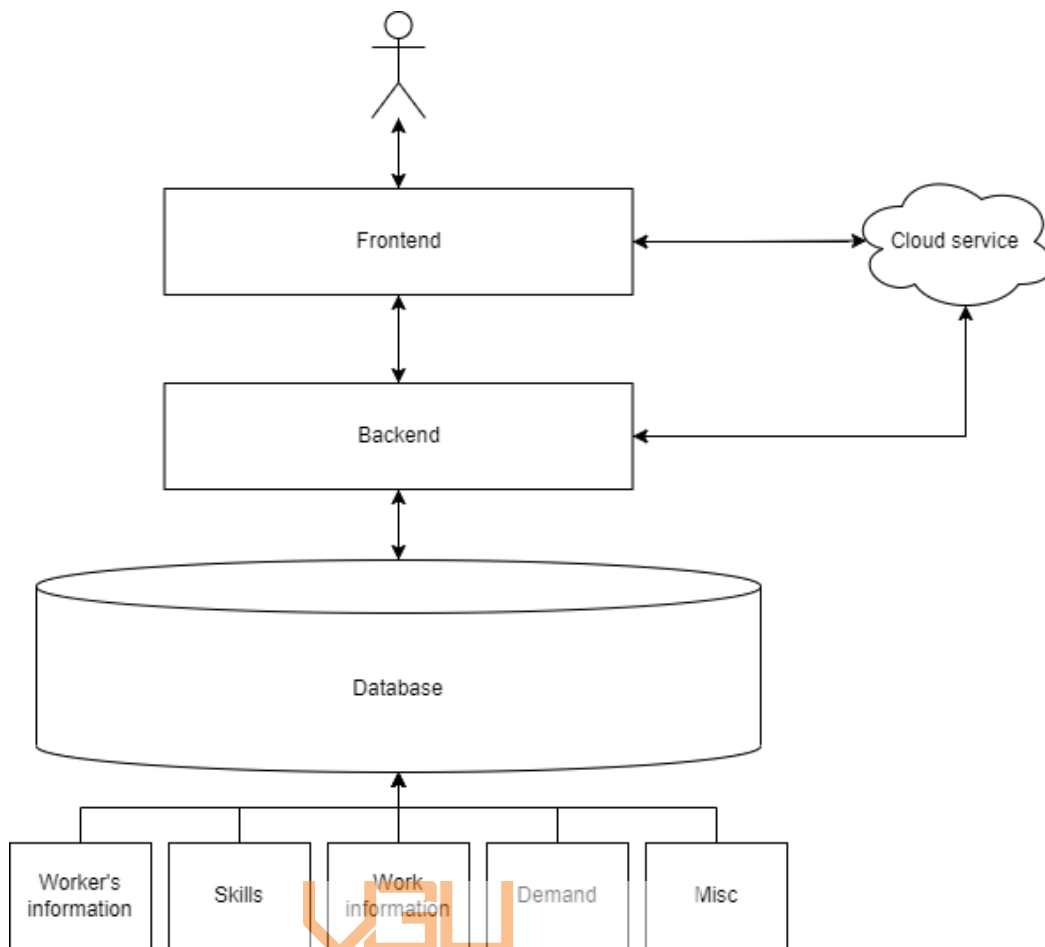 Frontend
Cloud service
Backend
Database
Worker's
information
Skills
Work
information
Demand
Misc
VGU